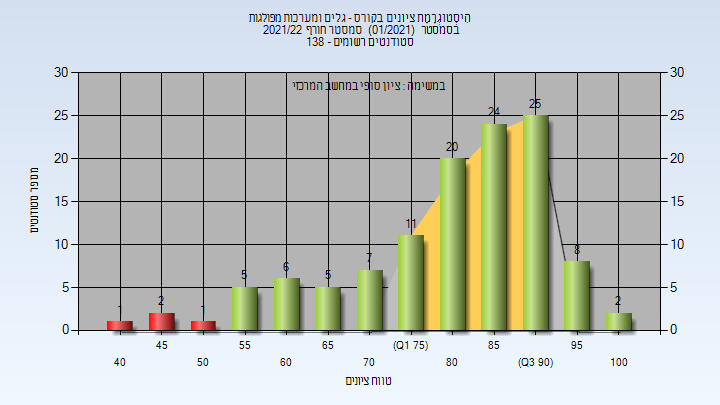 היסטוגרמת ציונים בקורס - גלים ומערכות מפולגות
בסמסטר (01/2021) סמסטר חורף 2021/22
סטודנטים רשומים - 138
במשימה : ציון סופי במחשב המרכזי
30 30
25 25
20 20
15 15
10 10
5 5
0 0
1 2 1 5 6 5 7 11 20 24 25 8 2
מספר סטודנטים
45 55 65 (Q1 75) 85 95
40 50 60 70 80 (Q3 90) 100
טווח ציונים